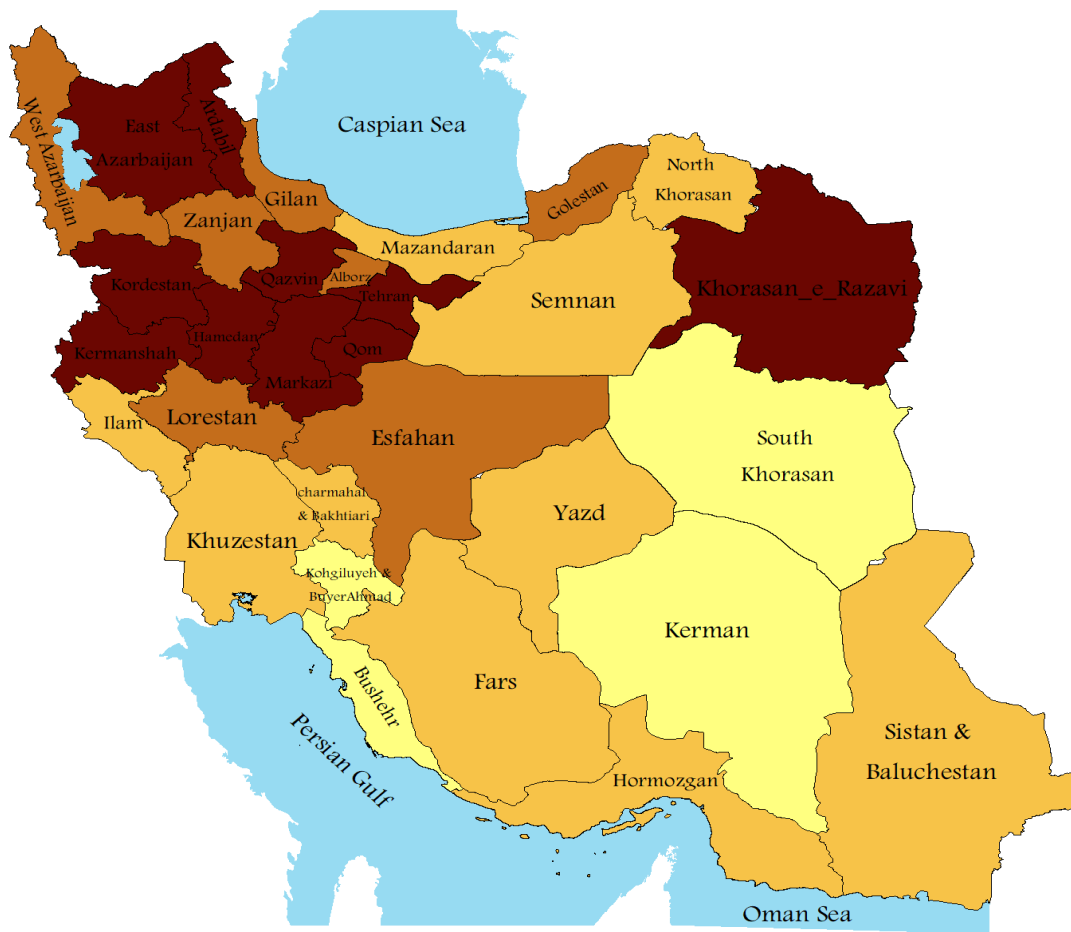 Caspian Sea
West Azarbaijan
East
Azarbaijan
Ardabil
Gilan
Zanjan
Golestan
North
Khorasan
Mazandaran
Qazvin
Alborz
Tehran
Kordestan
Semnan
Khorasan_e_Razavi
Hamedan
Kermanshah
Qom
Markazi
Ilam
Lorestan
Esfahan
South
Khorasan
charmahal
& Bakhtiari
Yazd
Khuzestan
Kohgiluyeh &
BuyerAhmad
Kerman
Fars
Bushehr
Persian Gulf
Sistan &
Baluchestan
Hormozgan
Oman Sea